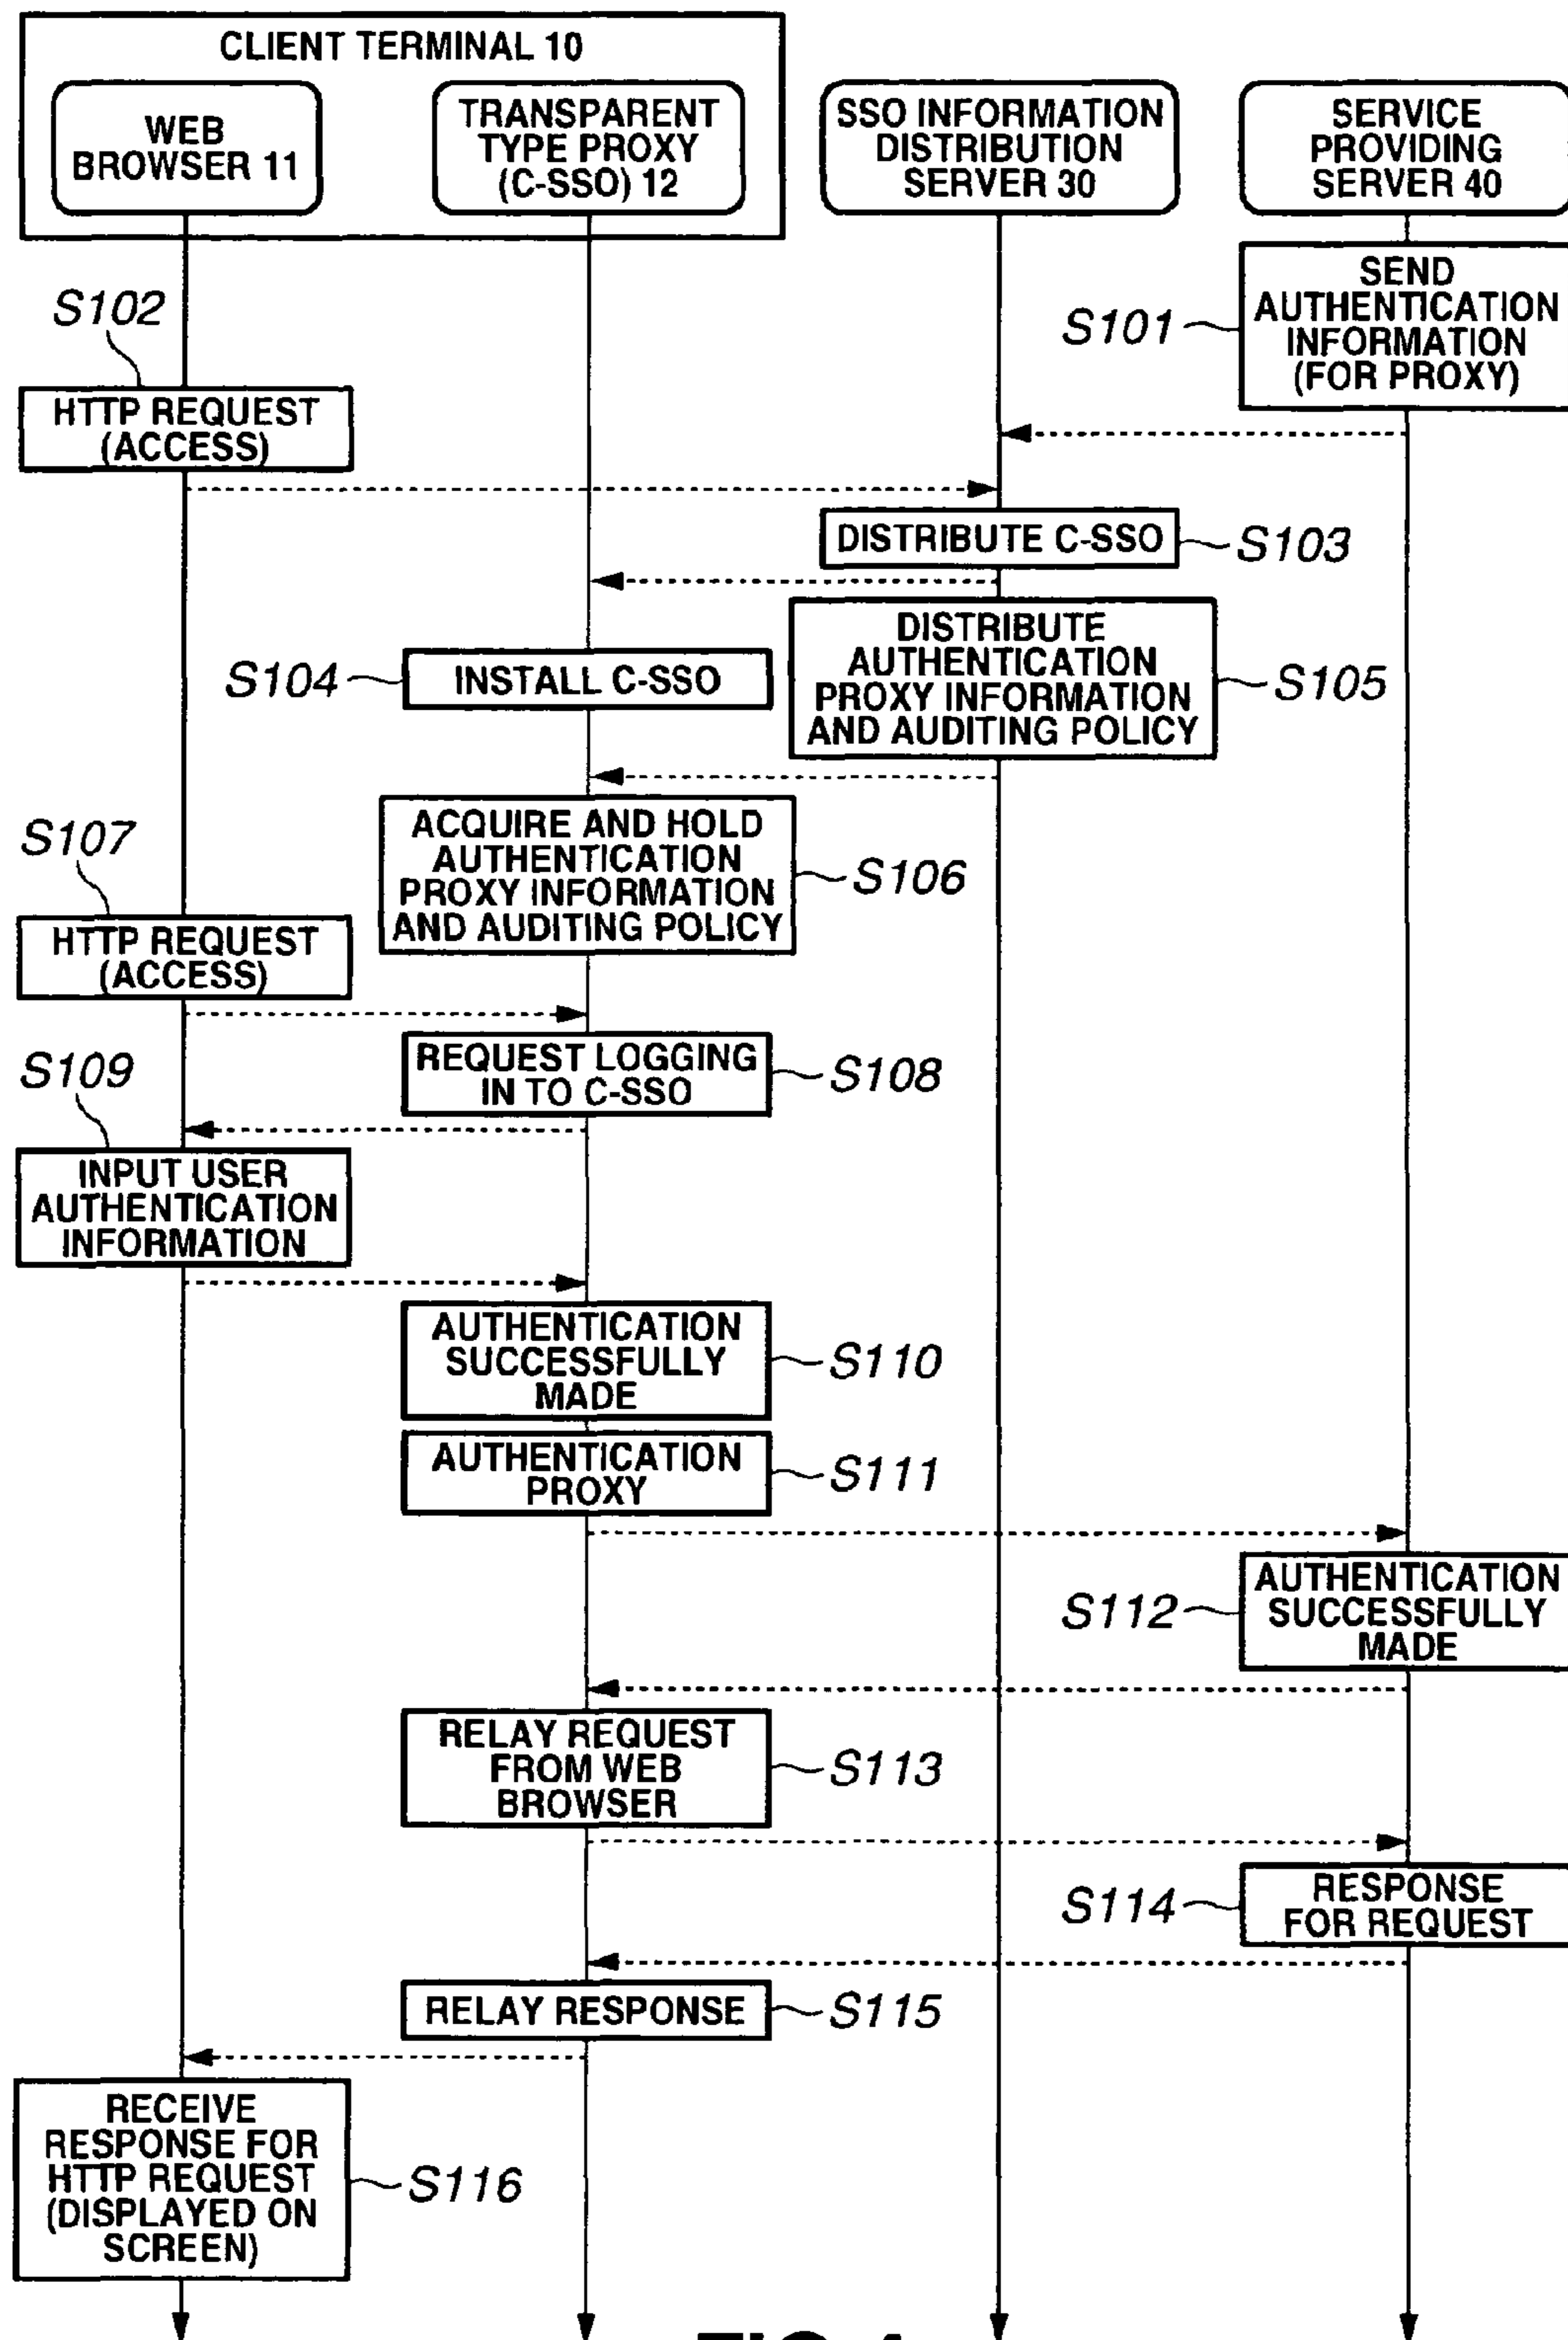 CLIENT TERMINAL 10
WEB
BROWSER 11
TRANSPARENT
TYPE PROXY
(C-SSO) 12
SSO INFORMATION
DISTRIBUTION
SERVER 30
SERVICE
PROVIDING
SERVER 40
SEND
AUTHENTICATION
INFORMATION
(FOR PROXY)
S101
S102
HTTP REQUEST
(ACCESS)
DISTRIBUTE C-SSO
S103
S104
INSTALL C-SSO
DISTRIBUTE
AUTHENTICATION
PROXY INFORMATION
AND AUDITING POLICY
S105
ACQUIRE AND HOLD
AUTHENTICATION
PROXY INFORMATION
AND AUDITING POLICY
S106
S107
HTTP REQUEST
(ACCESS)
REQUEST LOGGING
IN TO C-SSO
S108
S109
INPUT USER
AUTHENTICATION
INFORMATION
AUTHENTICATION
SUCCESSFULLY
MADE
S110
AUTHENTICATION
PROXY
S111
S112
AUTHENTICATION
SUCCESSFULLY
MADE
RELAY REQUEST
FROM WEB
BROWSER
S113
S114
RESPONSE
FOR REQUEST
RELAY RESPONSE
S115
RECEIVE
RESPONSE FOR
HTTP REQUEST
(DISPLAYED ON
SCREEN)
S116